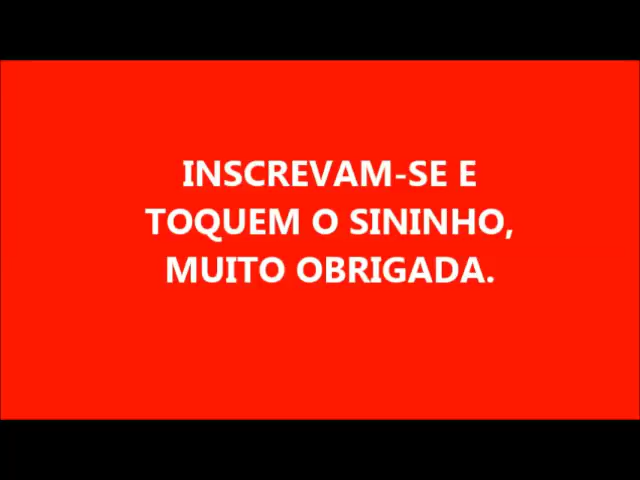 INSCREVAM-SE E
TOQUEM O SININHO,
MUITO OBRIGADA.